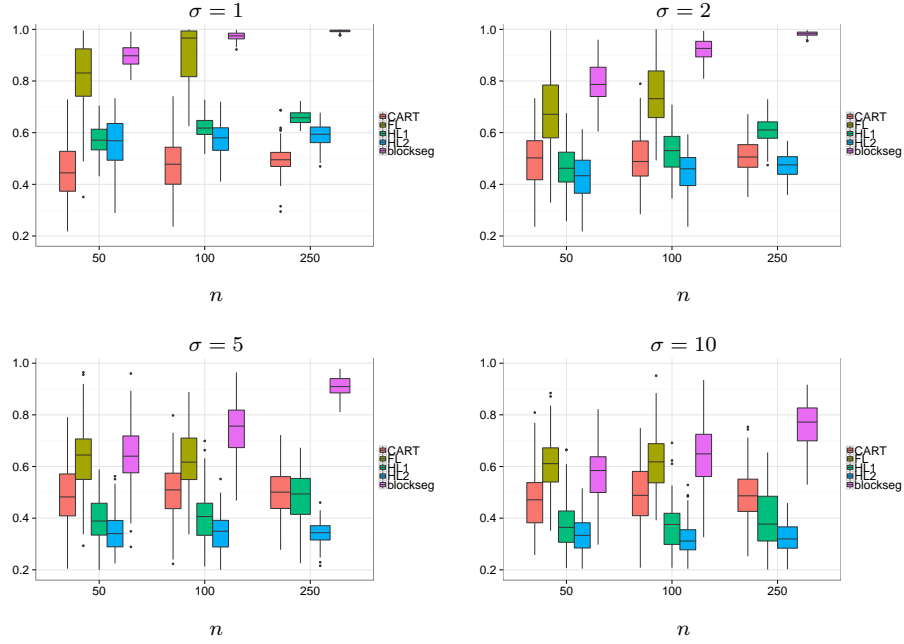 σ = 1
1.0
0.8
0.6
0.4
0.2
50
100
250
n
CART
FL
HL1
HL2
blockseg
σ = 2
1.0
0.8
0.6
0.4
0.2
50
100
250
n
CART
FL
HL1
HL2
blockseg
σ = 5
1.0
0.8
0.6
0.4
0.2
50
100
250
n
CART
FL
HL1
HL2
blockseg
σ = 10
1.0
0.8
0.6
0.4
0.2
50
100
250
n
CART
FL
HL1
HL2
blockseg